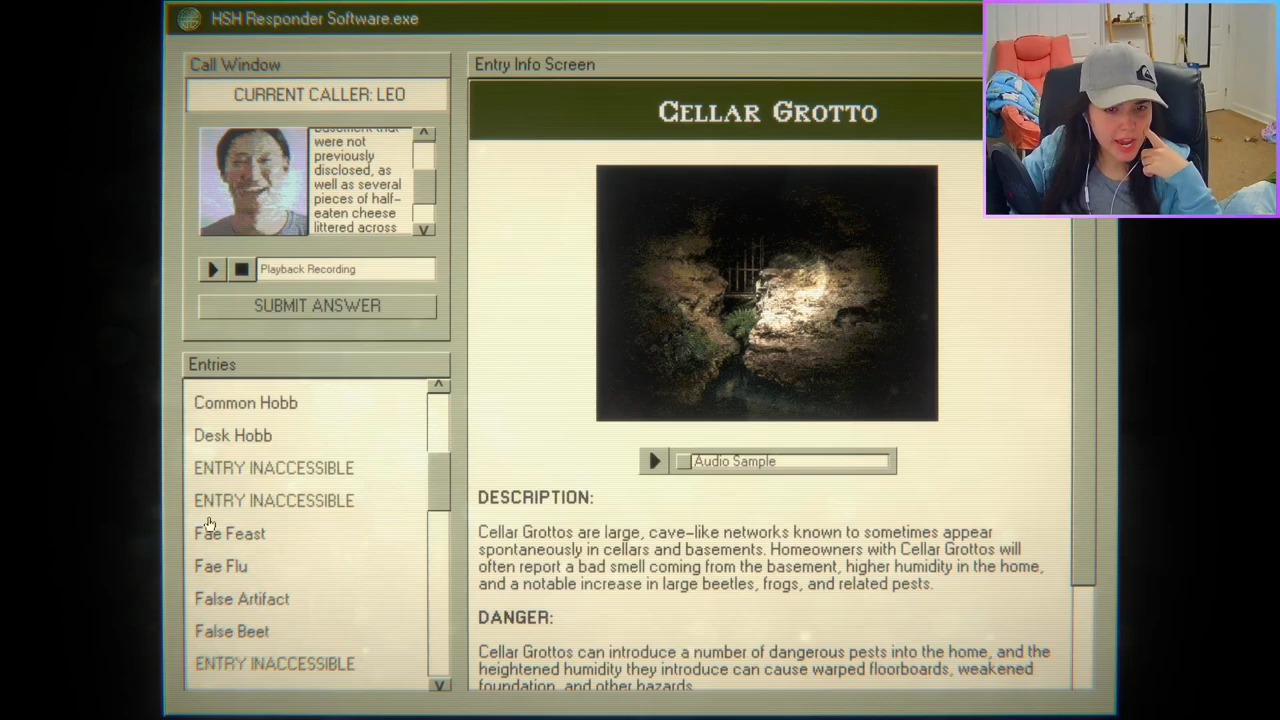 HSH Responder Software.exe
Call Window
CURRENT CALLER: LEO
basement that
were not
previously
disclosed, as
well as several
pieces of half-
eaten cheese
littered across
Playback Recording
SUBMIT ANSWER
Entries
Common Hobb
Desk Hobb
ENTRY INACCESSIBLE
ENTRY INACCESSIBLE
Fae Feast
Fae Flu
False Artifact
False Beet
ENTRY INACCESSIBLE
Entry Info Screen
Cellar Grotto
Audio Sample
DESCRIPTION:
Cellar Grottos are large, cave-like networks known to sometimes appear
spontaneously in cellars and basements. Homeowners with Cellar Grottos will
often report a bad smell coming from the basement, higher humidity in the home,
and a notable increase in large beetles, frogs, and related pests.
DANGER:
Cellar Grottos can introduce a number of dangerous pests into the home, and the
heightened humidity they introduce can cause warped floorboards, weakened
foundation, and other hazards.